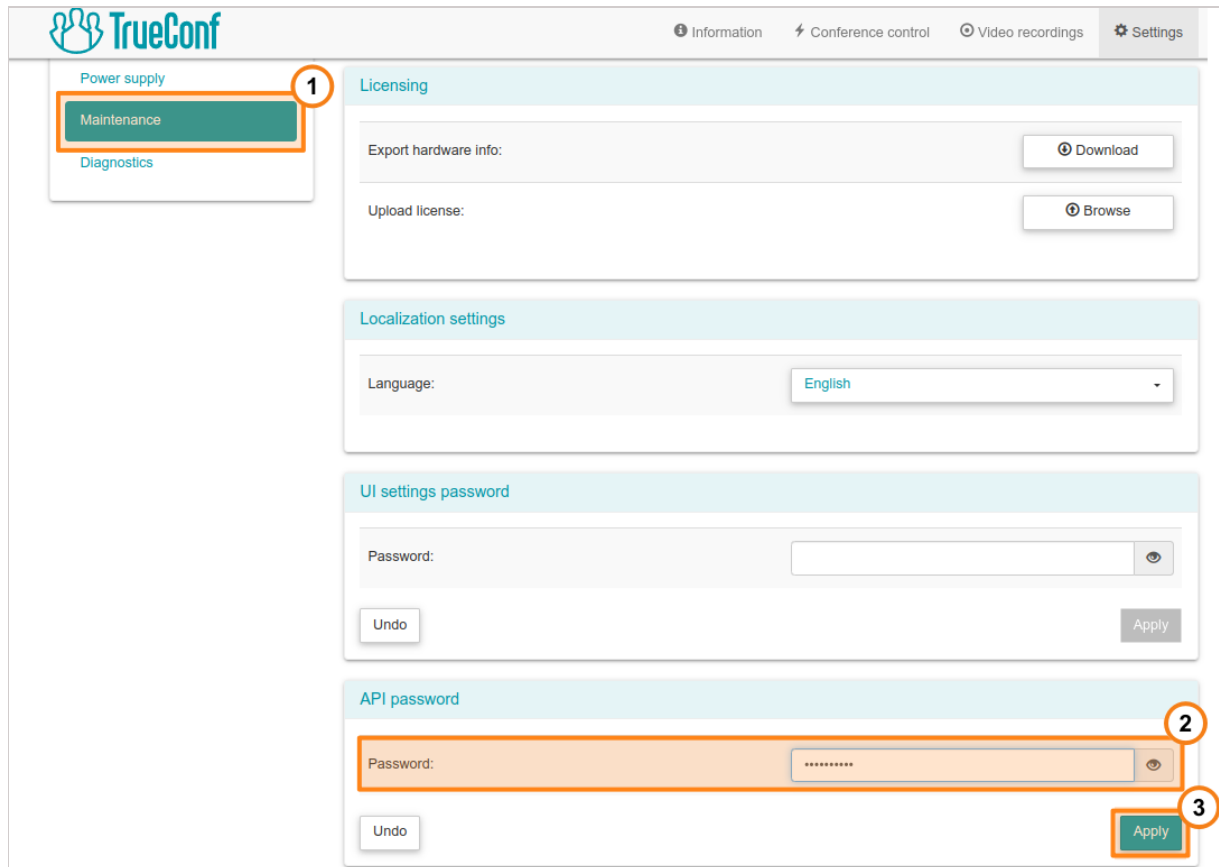 TrueConf
Information Conference control Video recordings Settings
Power supply
1
Maintenance
Diagnostics
Licensing
Export hardware info: Download
Upload license: Browse
Localization settings
Language: English
UI settings password
Password:
Undo Apply
API password
2
Password: ••••••••••
3
Undo Apply